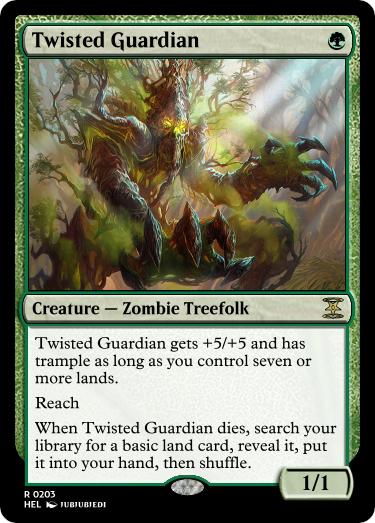 Twisted Guardian
Creature — Zombie Treefolk
Twisted Guardian gets +5/+5 and has
trample as long as you control seven or
more lands.
Reach
When Twisted Guardian dies, search your
library for a basic land card, reveal it, put
it into your hand, then shuffle.
1/1
R 0203
HEL JUBJUBJEDI